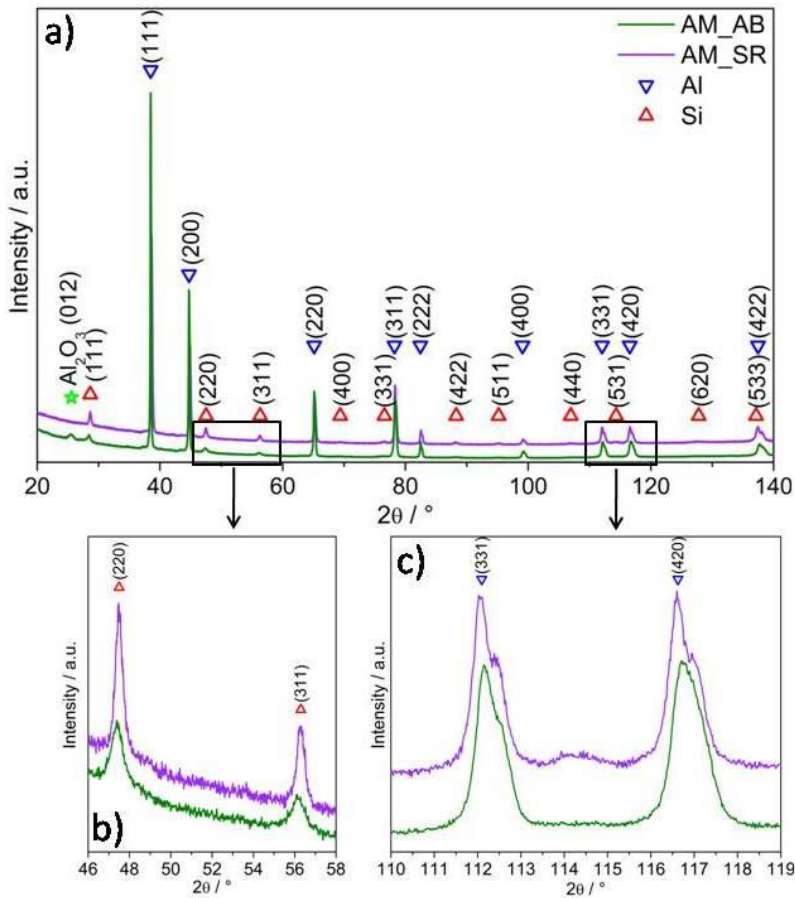 a)
AM_AB
AM_SR
Al
Si
(111)
(200)
(220)
(311)
(222)
(400)
(331)
(420)
(422)
Al2O3 (012)
(111)
(220)
(311)
(400)
(331)
(422)
(511)
(440)
(531)
(620)
(533)
Intensity / a.u.
20 40 60 80 100 120 140
2θ / °
b)
(220)
(311)
Intensity / a.u.
46 48 50 52 54 56 58
2θ / °
c)
(331)
(420)
Intensity / a.u.
110 111 112 113 114 115 116 117 118 119
2θ / °